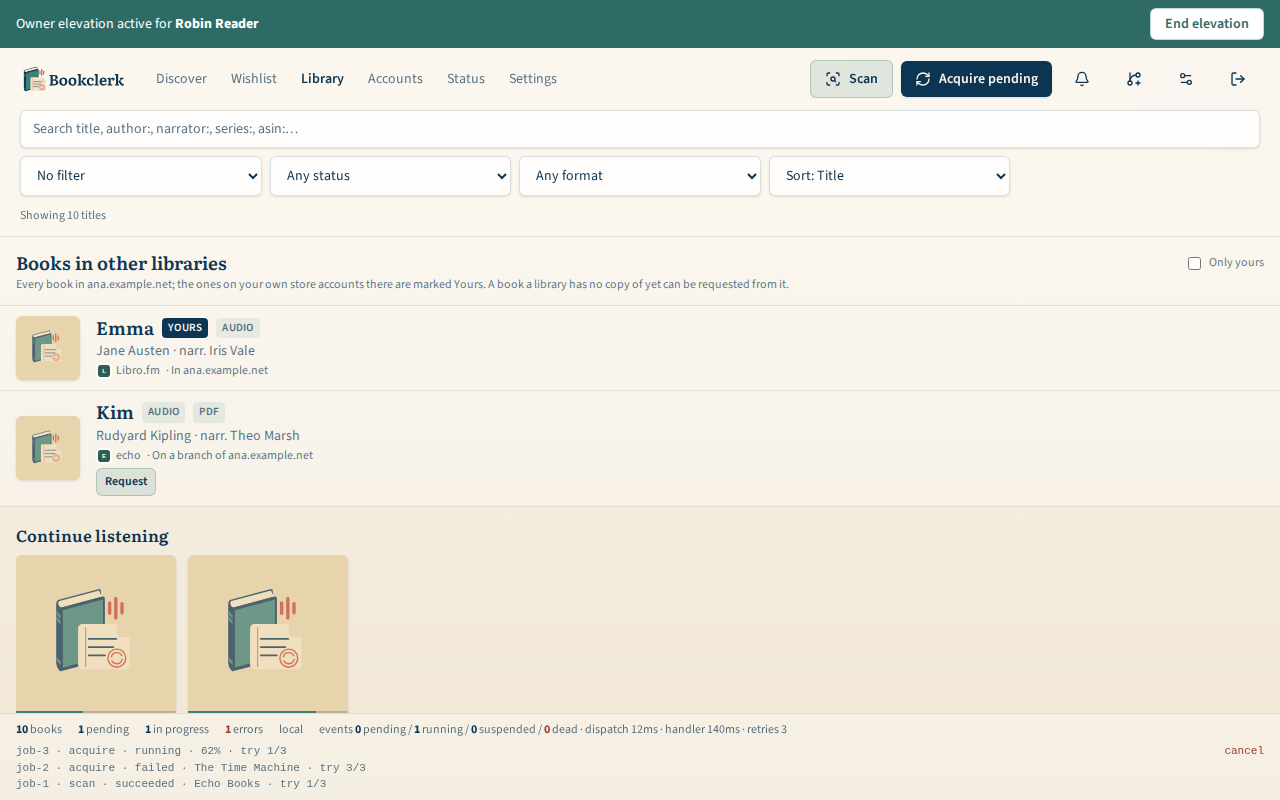 Owner elevation active for Robin Reader
End elevation
Bookclerk
Discover
Wishlist
Library
Accounts
Status
Settings
Scan
Acquire pending
Search title, author:, narrator:, series:, asin:…
No filter
Any status
Any format
Sort: Title
Showing 10 titles
Books in other libraries
Only yours
Every book in ana.example.net; the ones on your own store accounts there are marked Yours. A book a library has no copy of yet can be requested from it.
Emma YOURS AUDIO
Jane Austen · narr. Iris Vale
L Libro.fm · In ana.example.net
Kim AUDIO PDF
Rudyard Kipling · narr. Theo Marsh
E echo · On a branch of ana.example.net
Request
Continue listening
10 books 1 pending 1 in progress 1 errors local events 0 pending / 1 running / 0 suspended / 0 dead · dispatch 12ms · handler 140ms · retries 3
job-3 · acquire · running · 62% · try 1/3
cancel
job-2 · acquire · failed · The Time Machine · try 3/3
job-1 · scan · succeeded · Echo Books · try 1/3